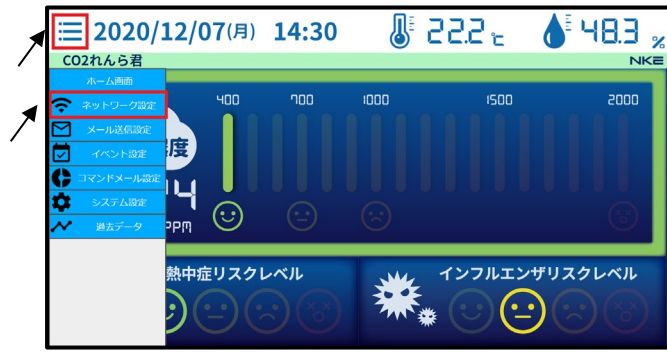 2020/12/07(月) 14:30 22.2 ℃ 48.3 %
CO2れんら君 NKE
ホーム画面
ネットワーク設定
メール送信設定
イベント設定
コマンドメール設定
システム設定
過去データ
400 700 1000 1500 2000
度
4
PPM
熱中症リスクレベル インフルエンザリスクレベル